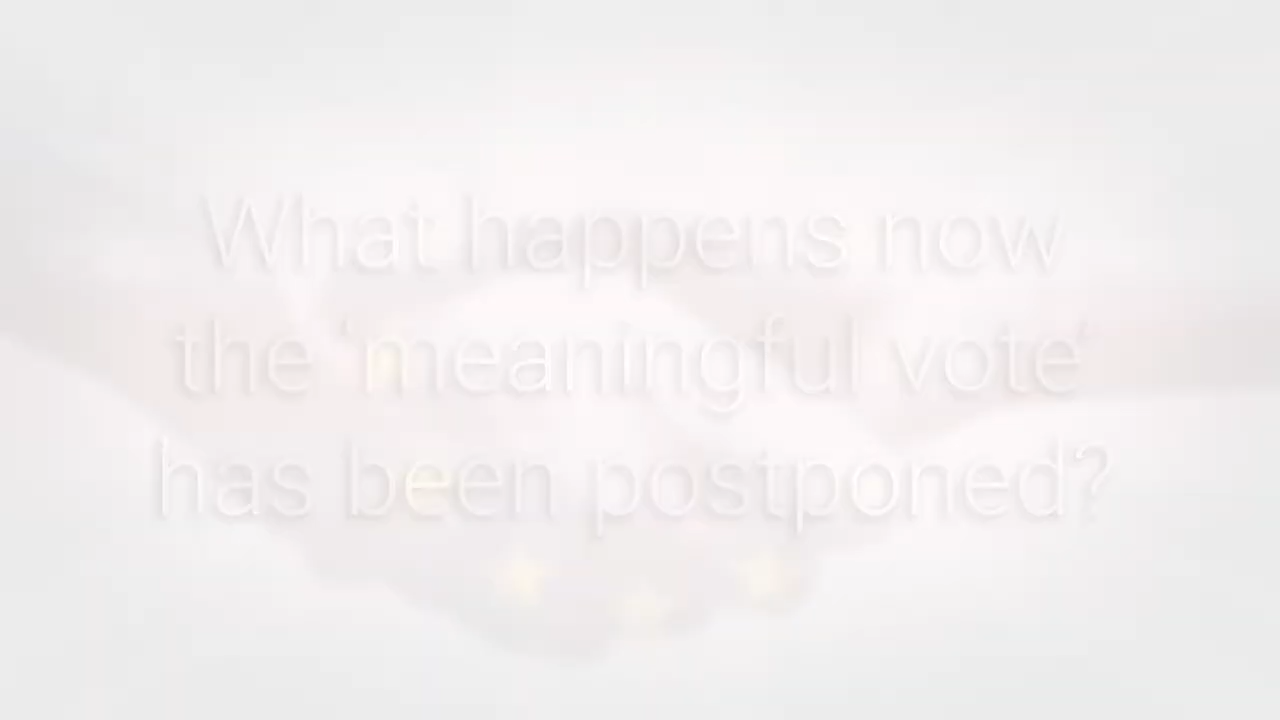 What happens now
the 'meaningful vote'
has been postponed?